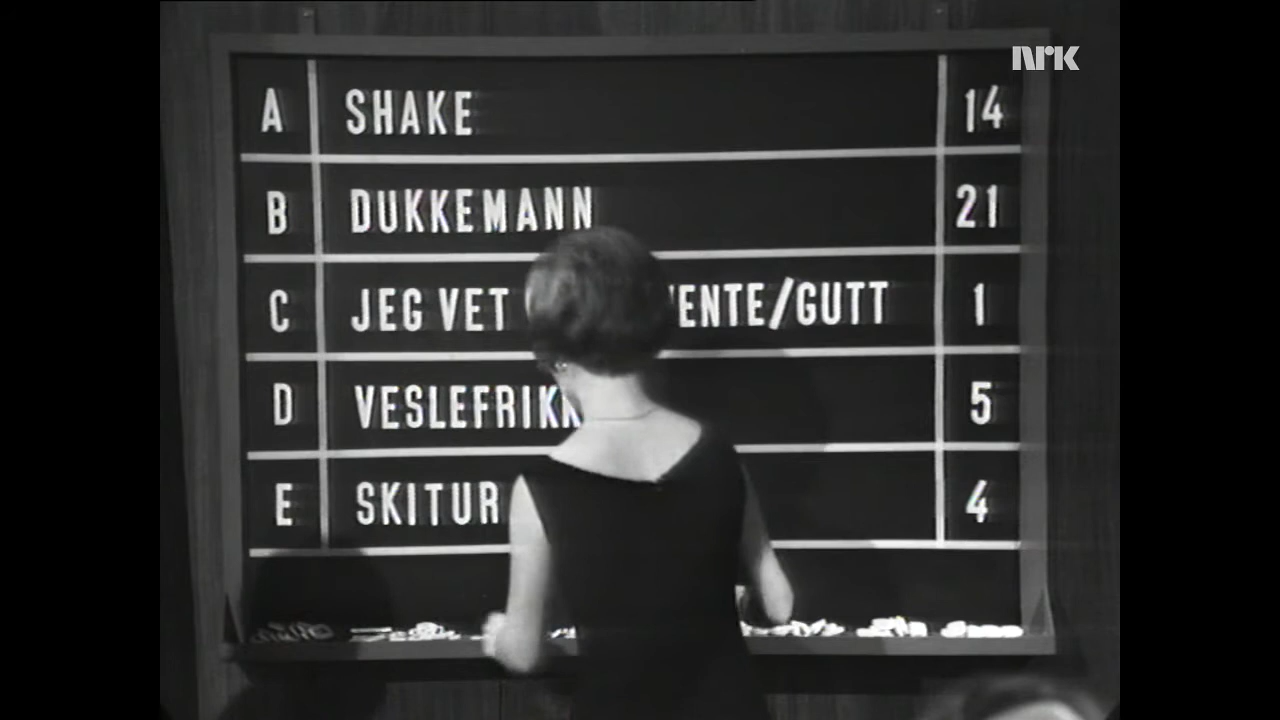 nrk
A SHAKE 14
B DUKKEMANN 21
C JEG VET ENTE/GUTT 1
D VESLEFRIKK 5
E SKITUR 4